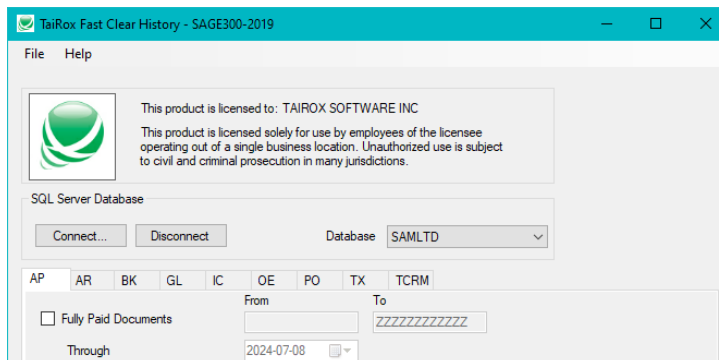 TaiRox Fast Clear History - SAGE300-2019
File Help
This product is licensed to: TAIROX SOFTWARE INC
This product is licensed solely for use by employees of the licensee
operating out of a single business location. Unauthorized use is subject
to civil and criminal prosecution in many jurisdictions.
SQL Server Database
Connect... Disconnect Database SAMLTD
AP AR BK GL IC OE PO TX TCRM
From To
Fully Paid Documents ZZZZZZZZZZZZ
Through 2024-07-08